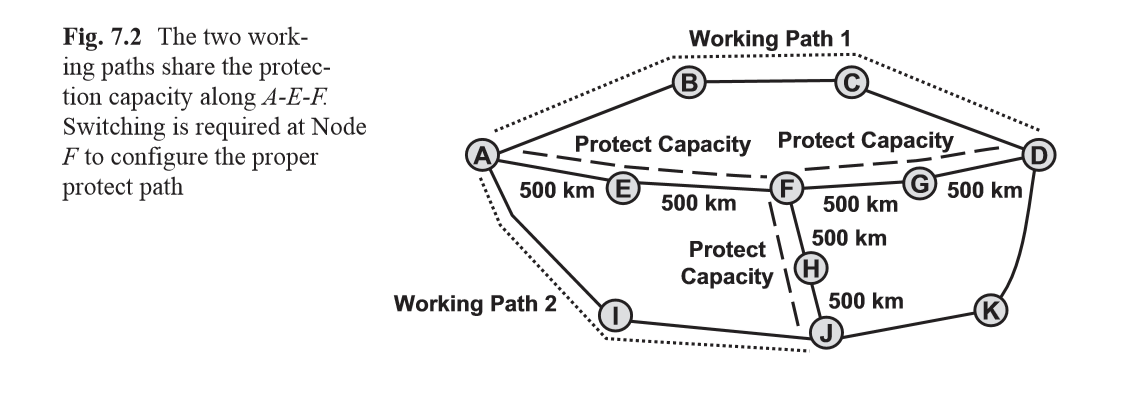 Fig. 7.2 The two work-
ing paths share the protec-
tion capacity along A-E-F.
Switching is required at Node
F to configure the proper
protect path
Working Path 1
B
C
Protect Capacity
Protect Capacity
A
D
500 km
E
500 km
F
500 km
G
500 km
500 km
Protect
Capacity
H
500 km
Working Path 2
I
J
K